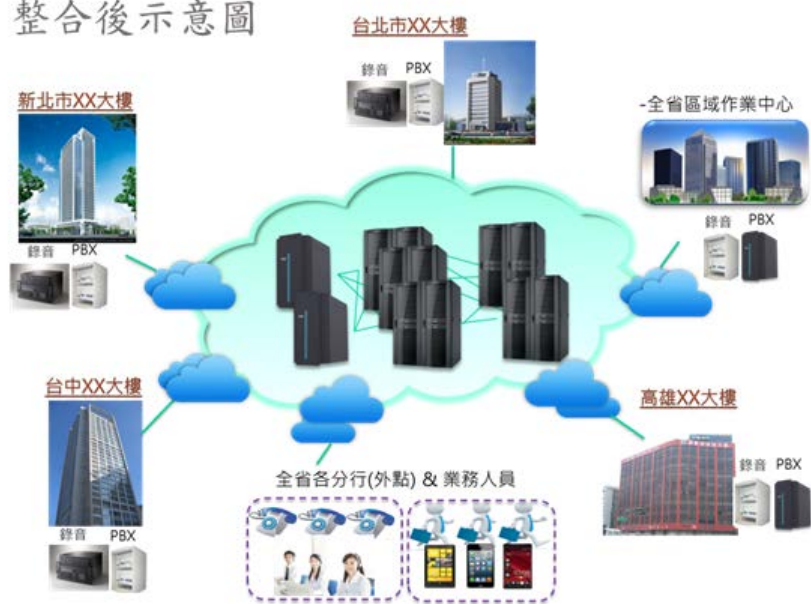 整合後示意圖
台北市XX大樓
錄音 PBX
新北市XX大樓
錄音 PBX
-全省區域作業中心
錄音 PBX
台中XX大樓
錄音 PBX
高雄XX大樓
錄音 PBX
全省各分行(外點) & 業務人員